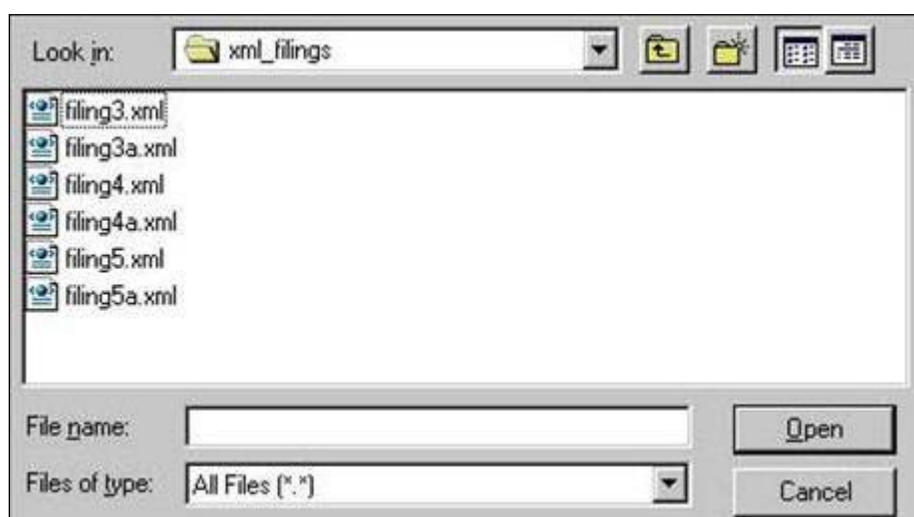 Look in: xml_filings
filing3.xml
filing3a.xml
filing4.xml
filing4a.xml
filing5.xml
filing5a.xml
File name: Open
Files of type: All Files (*.*) Cancel